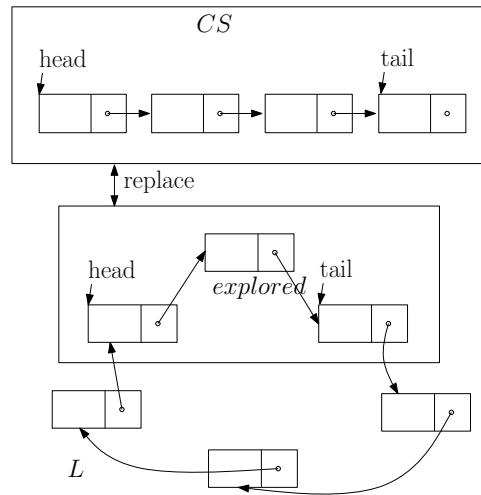 CS
head
tail
replace
head
tail
explored
L